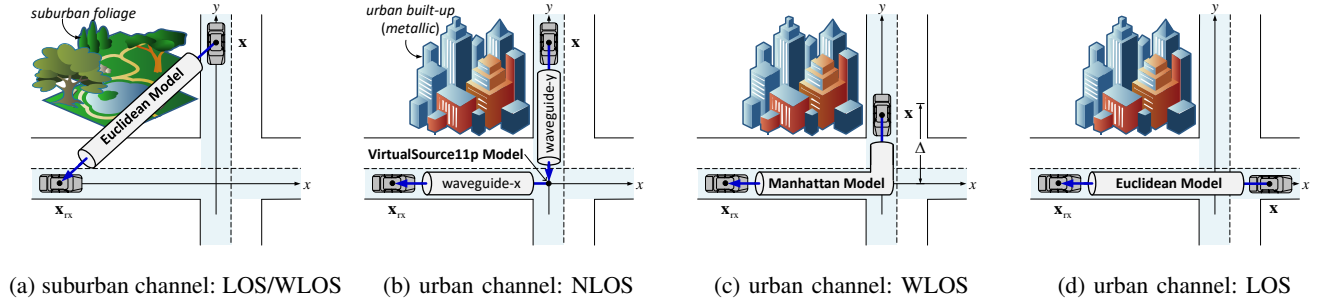 suburban foliage
y
x
Euclidean Model
x
x_rx
(a) suburban channel: LOS/WLOS
urban built-up
(metallic)
y
x
waveguide-y
VirtualSource11p Model
waveguide-x
x
x_rx
(b) urban channel: NLOS
y
x
Δ
Manhattan Model
x
x_rx
(c) urban channel: WLOS
y
Euclidean Model
x
x_rx
x
(d) urban channel: LOS